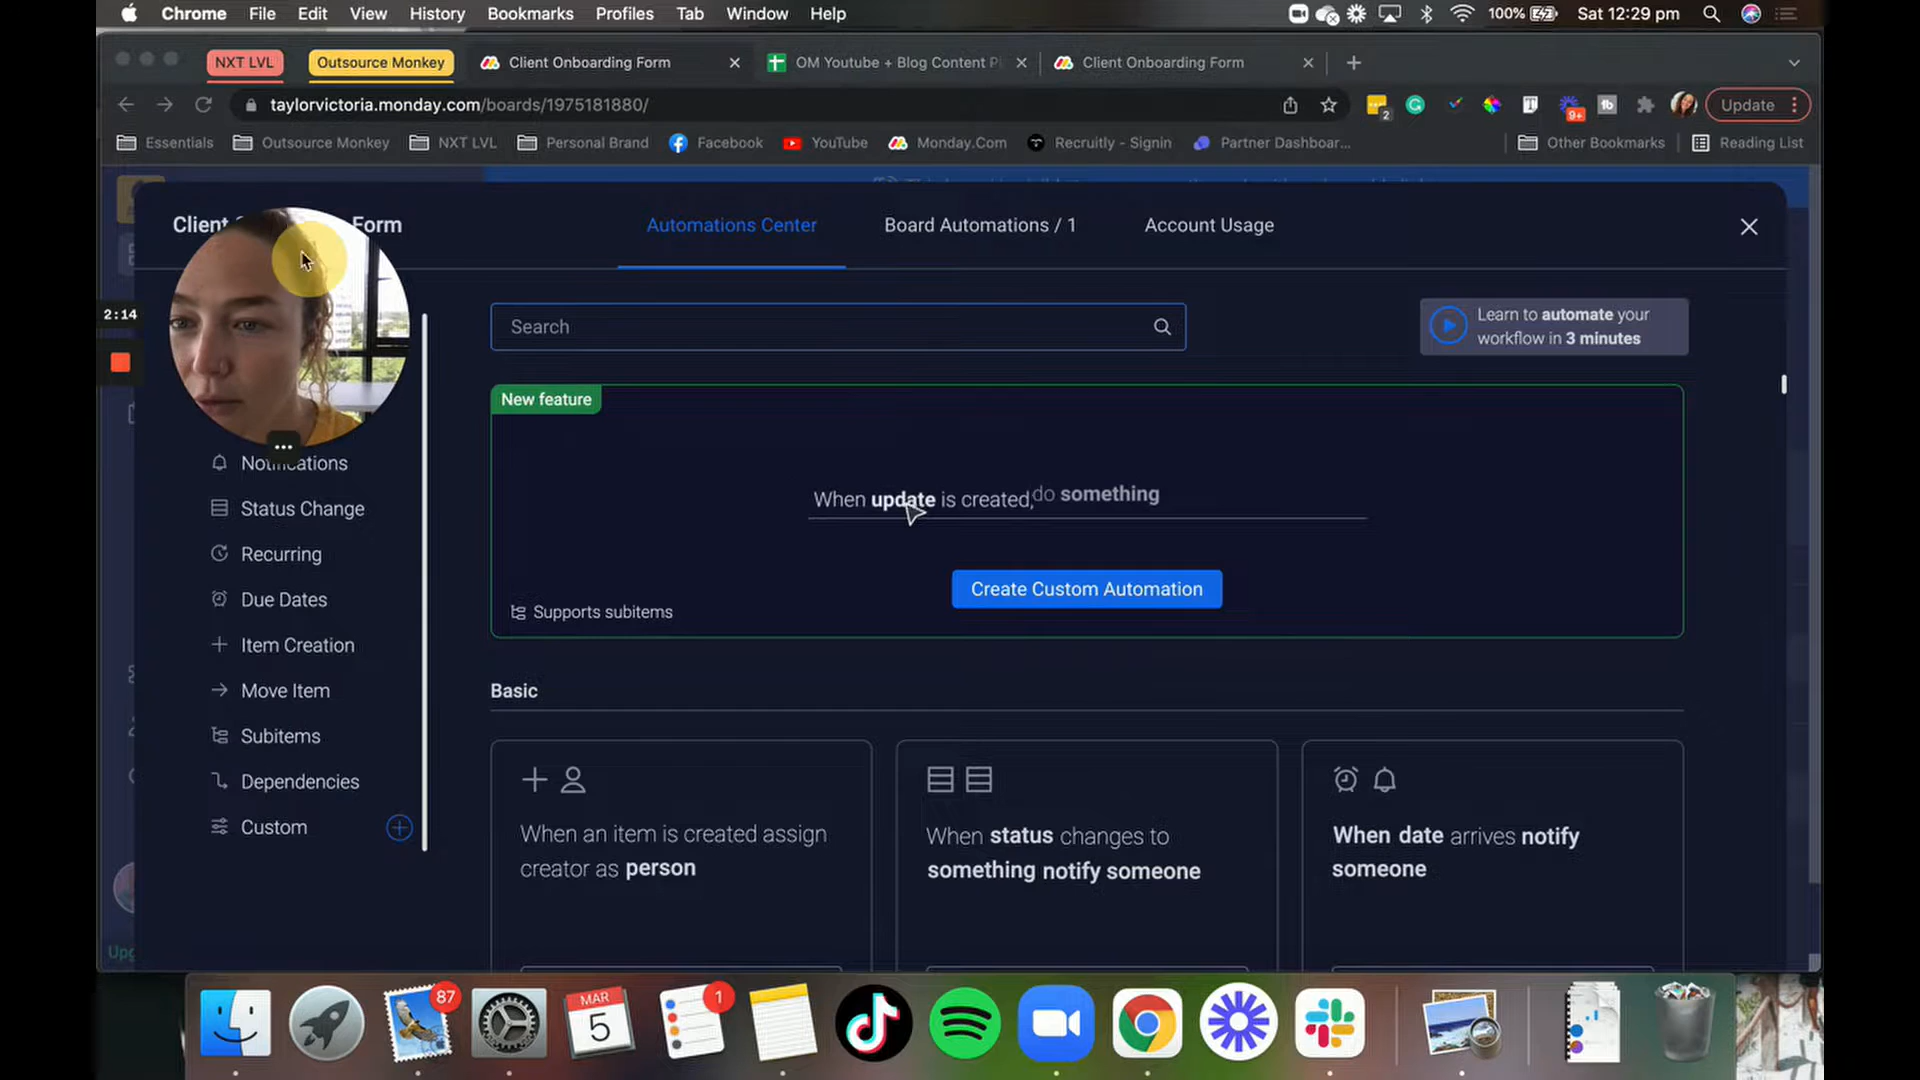 Chrome File Edit View History Bookmarks Profiles Tab Window Help 100% Sat 12:29 pm
NXT LVL Outsource Monkey Client Onboarding Form OM Youtube + Blog Content Client Onboarding Form
taylorvictoria.monday.com/boards/1975181880/ 2 9+ Update
Essentials Outsource Monkey NXT LVL Personal Brand Facebook YouTube Monday.Com Recruitly - Signin Partner Dashboar... Other Bookmarks Reading List
Client Form Automations Center Board Automations / 1 Account Usage
2:14
Search
Learn to automate your
workflow in 3 minutes
New feature
When update is created, do something
Create Custom Automation
Supports subitems
Notifications
Status Change
Recurring
Due Dates
Item Creation
Move Item
Subitems
Dependencies
Custom
Basic
When an item is created assign
creator as person
When status changes to
something notify someone
When date arrives notify
someone
87
MAR
5
1